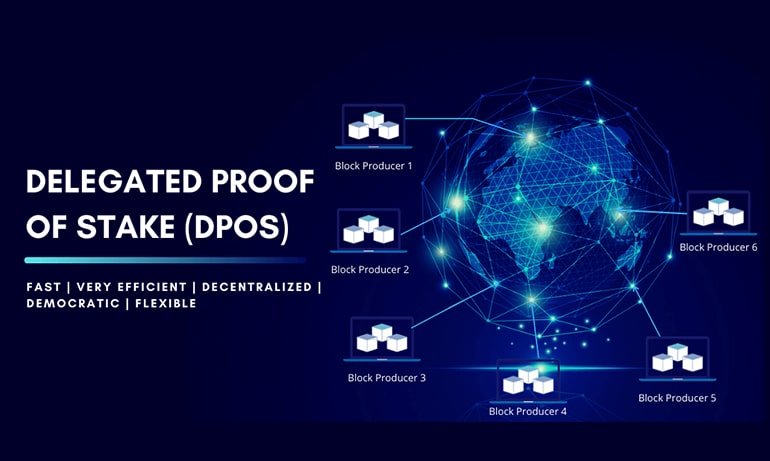 DELEGATED PROOF
OF STAKE (DPOS)
FAST | VERY EFFICIENT | DECENTRALIZED |
DEMOCRATIC | FLEXIBLE
Block Producer 1
Block Producer 2
Block Producer 3
Block Producer 4
Block Producer 5
Block Producer 6